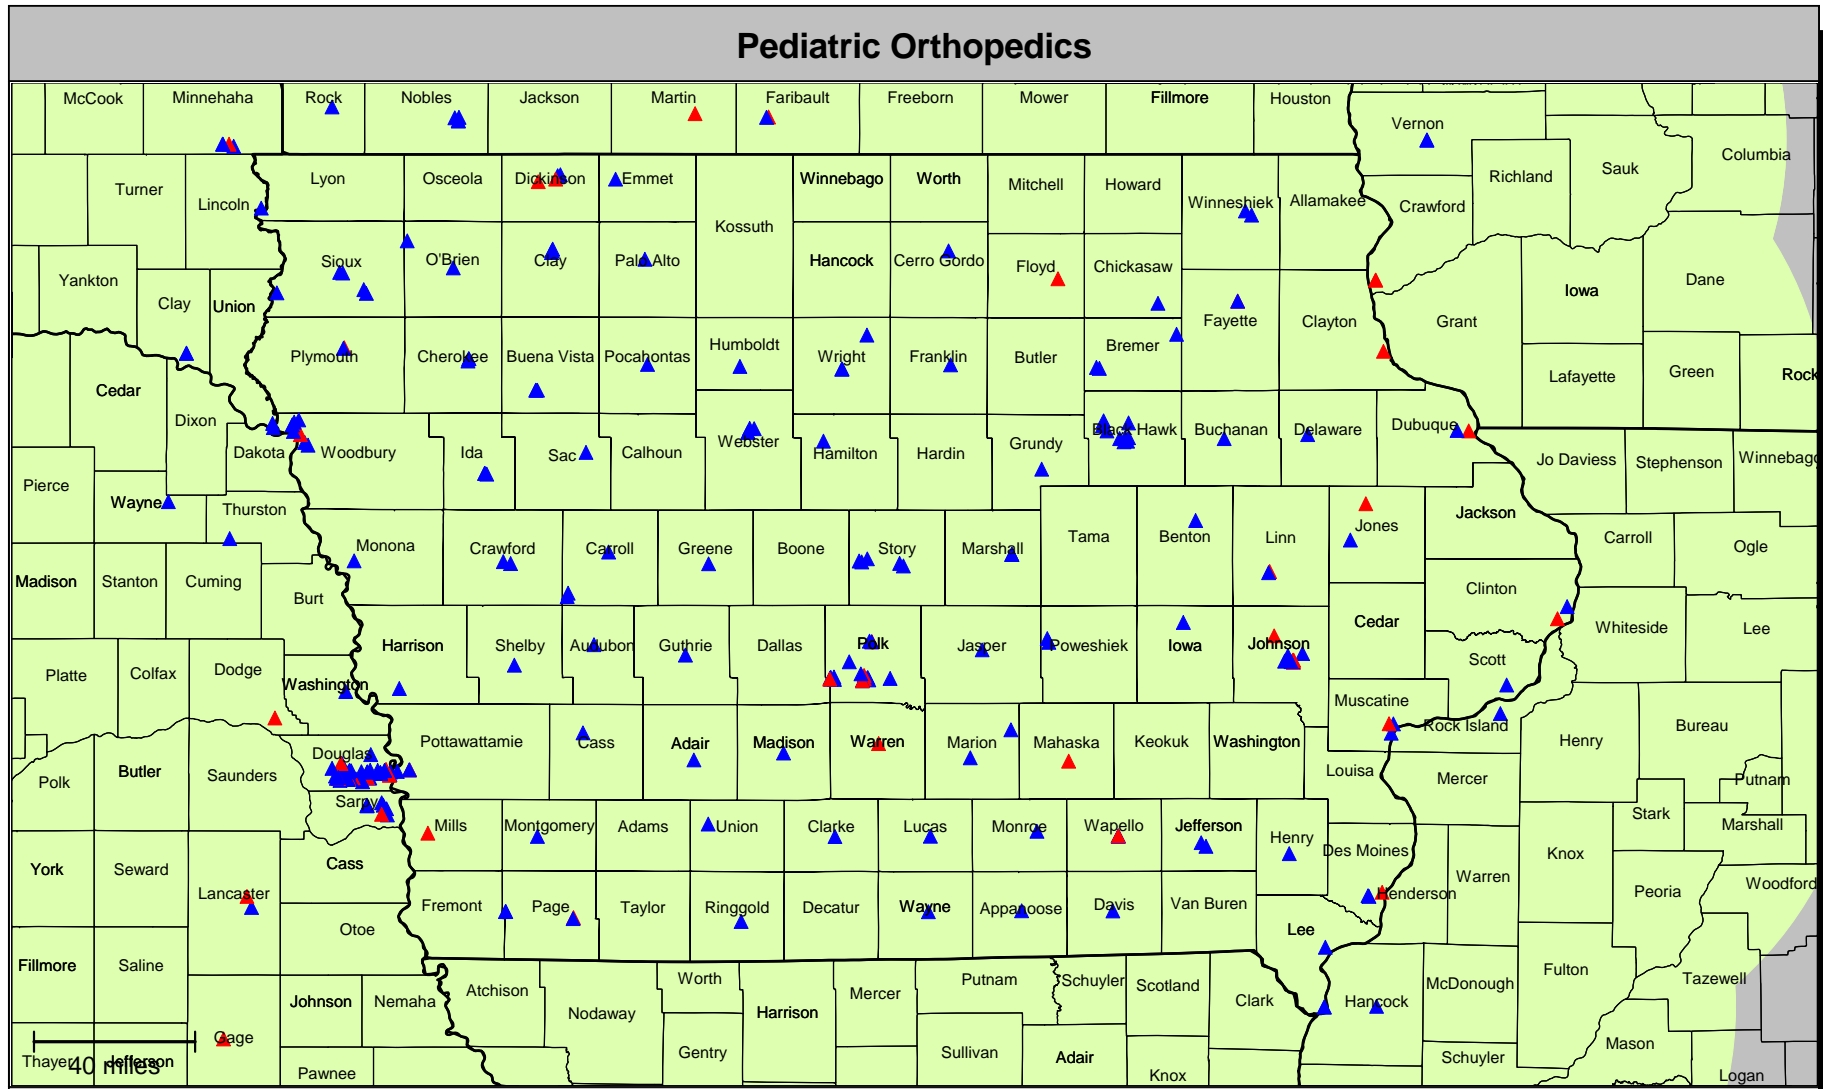 Pediatric Orthopedics
McCook Minnehaha Rock Nobles Jackson Martin Faribault Freeborn Mower Fillmore Houston
Vernon Columbia
Sauk
Richland
Turner Lyon Osceola Dickinson Emmet Winnebago Worth Mitchell Howard
Lincoln Winneshiek Allamakee Crawford
Kossuth
Yankton Sioux O'Brien Clay Palo Alto Hancock Cerro Gordo Floyd Chickasaw Dane
Clay Union Iowa
Fayette Clayton Grant
Plymouth Cherokee Buena Vista Pocahontas Humboldt Wright Franklin Butler Bremer
Cedar Lafayette Green Rock
Dixon Dubuque
Webster Black Hawk Buchanan Delaware
Dakota Woodbury Ida Sac Calhoun Hamilton Hardin Grundy Jo Daviess Stephenson Winnebago
Pierce
Wayne Thurston Jackson
Jones
Monona Crawford Carroll Greene Boone Story Marshall Tama Benton Linn Carroll Ogle
Madison Stanton Cuming Clinton
Burt Cedar Whiteside Lee
Harrison Shelby Audubon Guthrie Dallas Polk Jasper Poweshiek Iowa Johnson
Platte Colfax Dodge Scott
Washington
Muscatine Rock Island Bureau
Pottawattamie Cass Adair Madison Warren Marion Mahaska Keokuk Washington Henry
Douglas
Polk Butler Saunders Louisa Mercer Putnam
Sarpy Stark
Mills Montgomery Adams Union Clarke Lucas Monroe Wapello Jefferson Henry Marshall
Des Moines Knox
York Seward Cass
Lancaster Henderson Warren Peoria Woodford
Fremont Page Taylor Ringgold Decatur Wayne Appanoose Davis Van Buren
Otoe Lee
Fillmore Saline Fulton Tazewell
Johnson Nemaha Atchison Worth Mercer Putnam Schuyler Scotland Clark Hancock McDonough
Nodaway Harrison
Gage
Gentry Sullivan Adair Schuyler Mason
Thayer Jefferson
40 miles
Pawnee Knox Logan